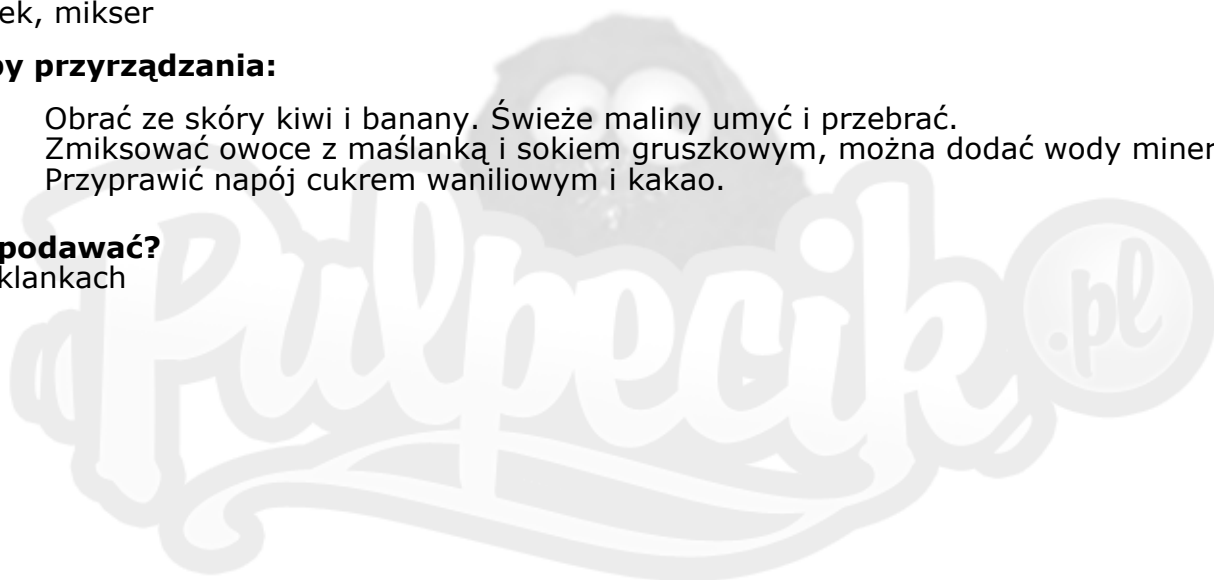 ek, mikser
by przyrządzania:
Obrać ze skóry kiwi i banany. Świeże maliny umyć i przebrać.
Zmiksować owoce z maślanką i sokiem gruszkowym, można dodać wody miner
Przyprawić napój cukrem waniliowym i kakao.
podawać?
klankach
Pulpecik.pl